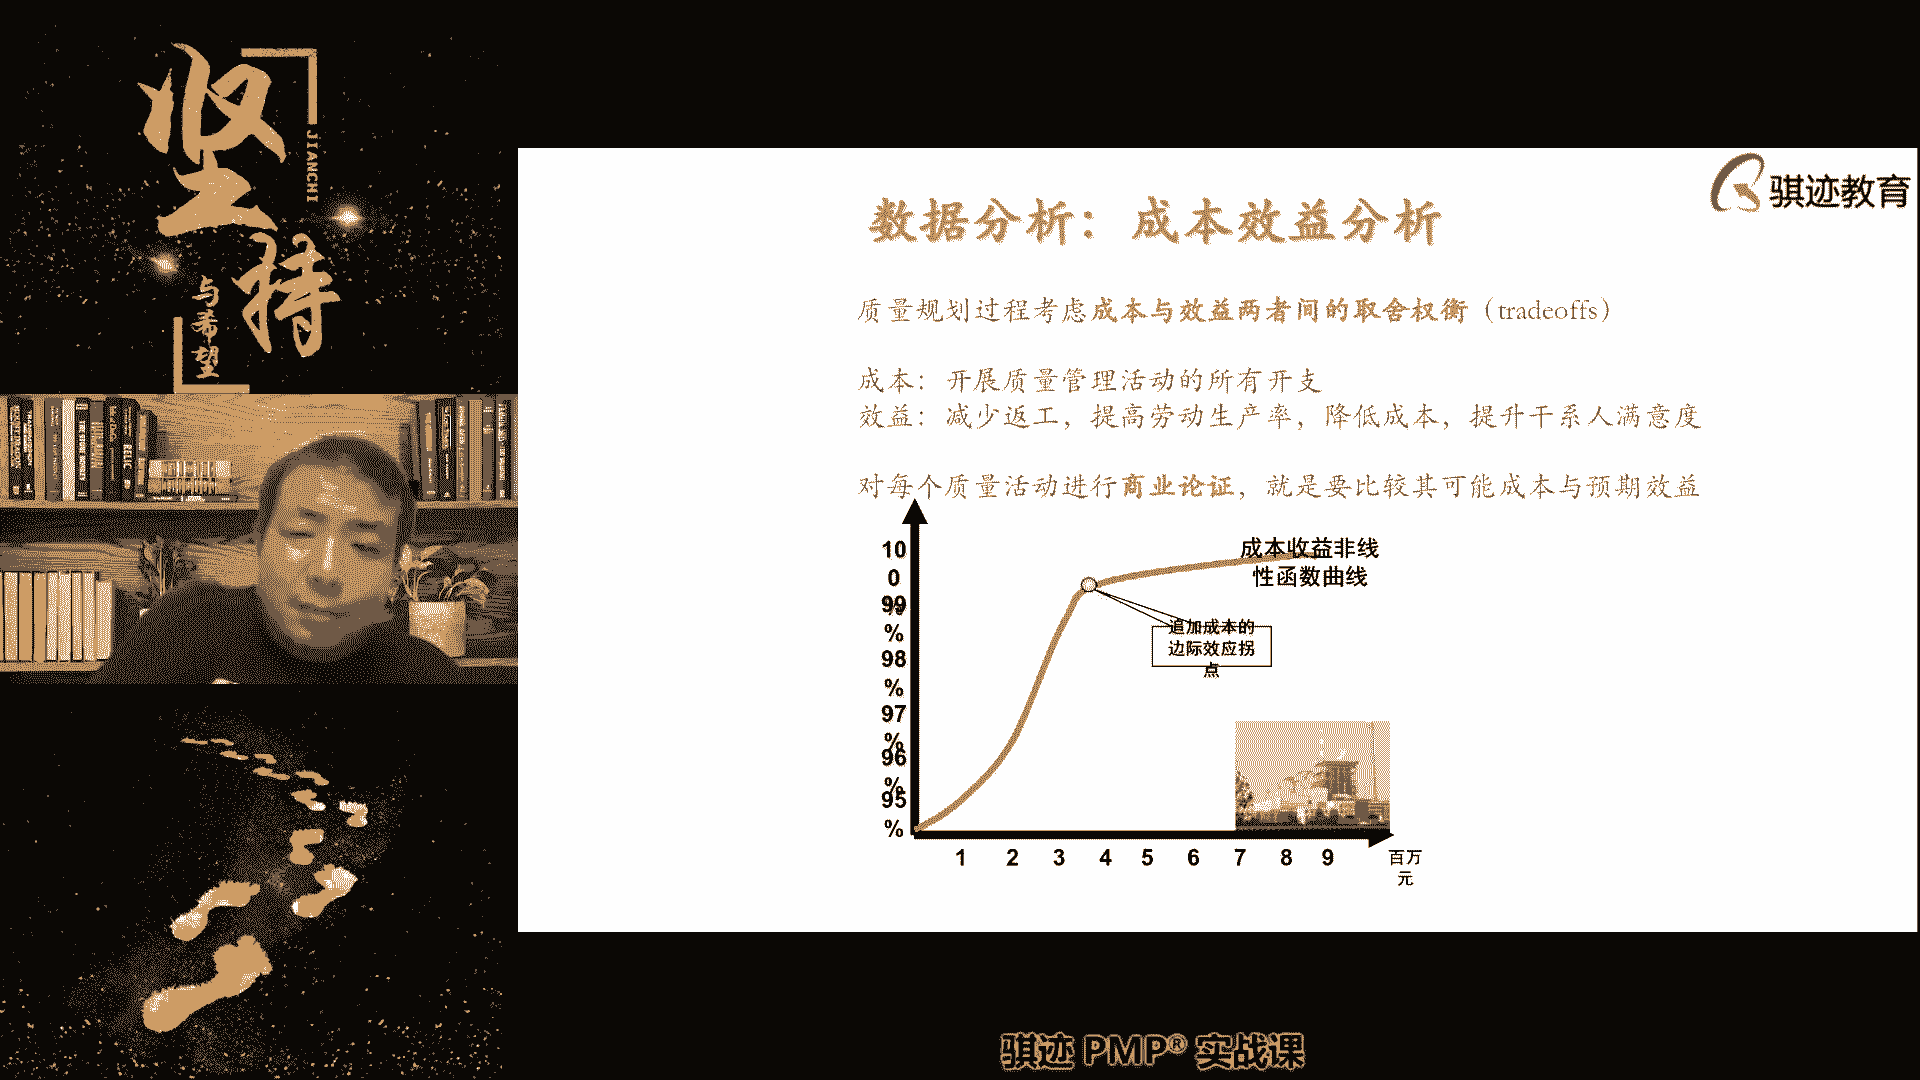 坚持
JIANCHI
与希望
骐迹教育
数据分析：成本效益分析
质量规划过程考虑成本与效益两者间的取舍权衡（tradeoffs）
成本：开展质量管理活动的所有开支
效益：减少返工，提高劳动生产率，降低成本，提升干系人满意度
对每个质量活动进行商业论证，就是要比较其可能成本与预期效益
10
0
%
99
%
98
%
97
%
96
%
95
%
成本收益非线
性函数曲线
追加成本的
边际效应拐
点
1 2 3 4 5 6 7 8 9
百万
元
骐迹 PMP® 实战课